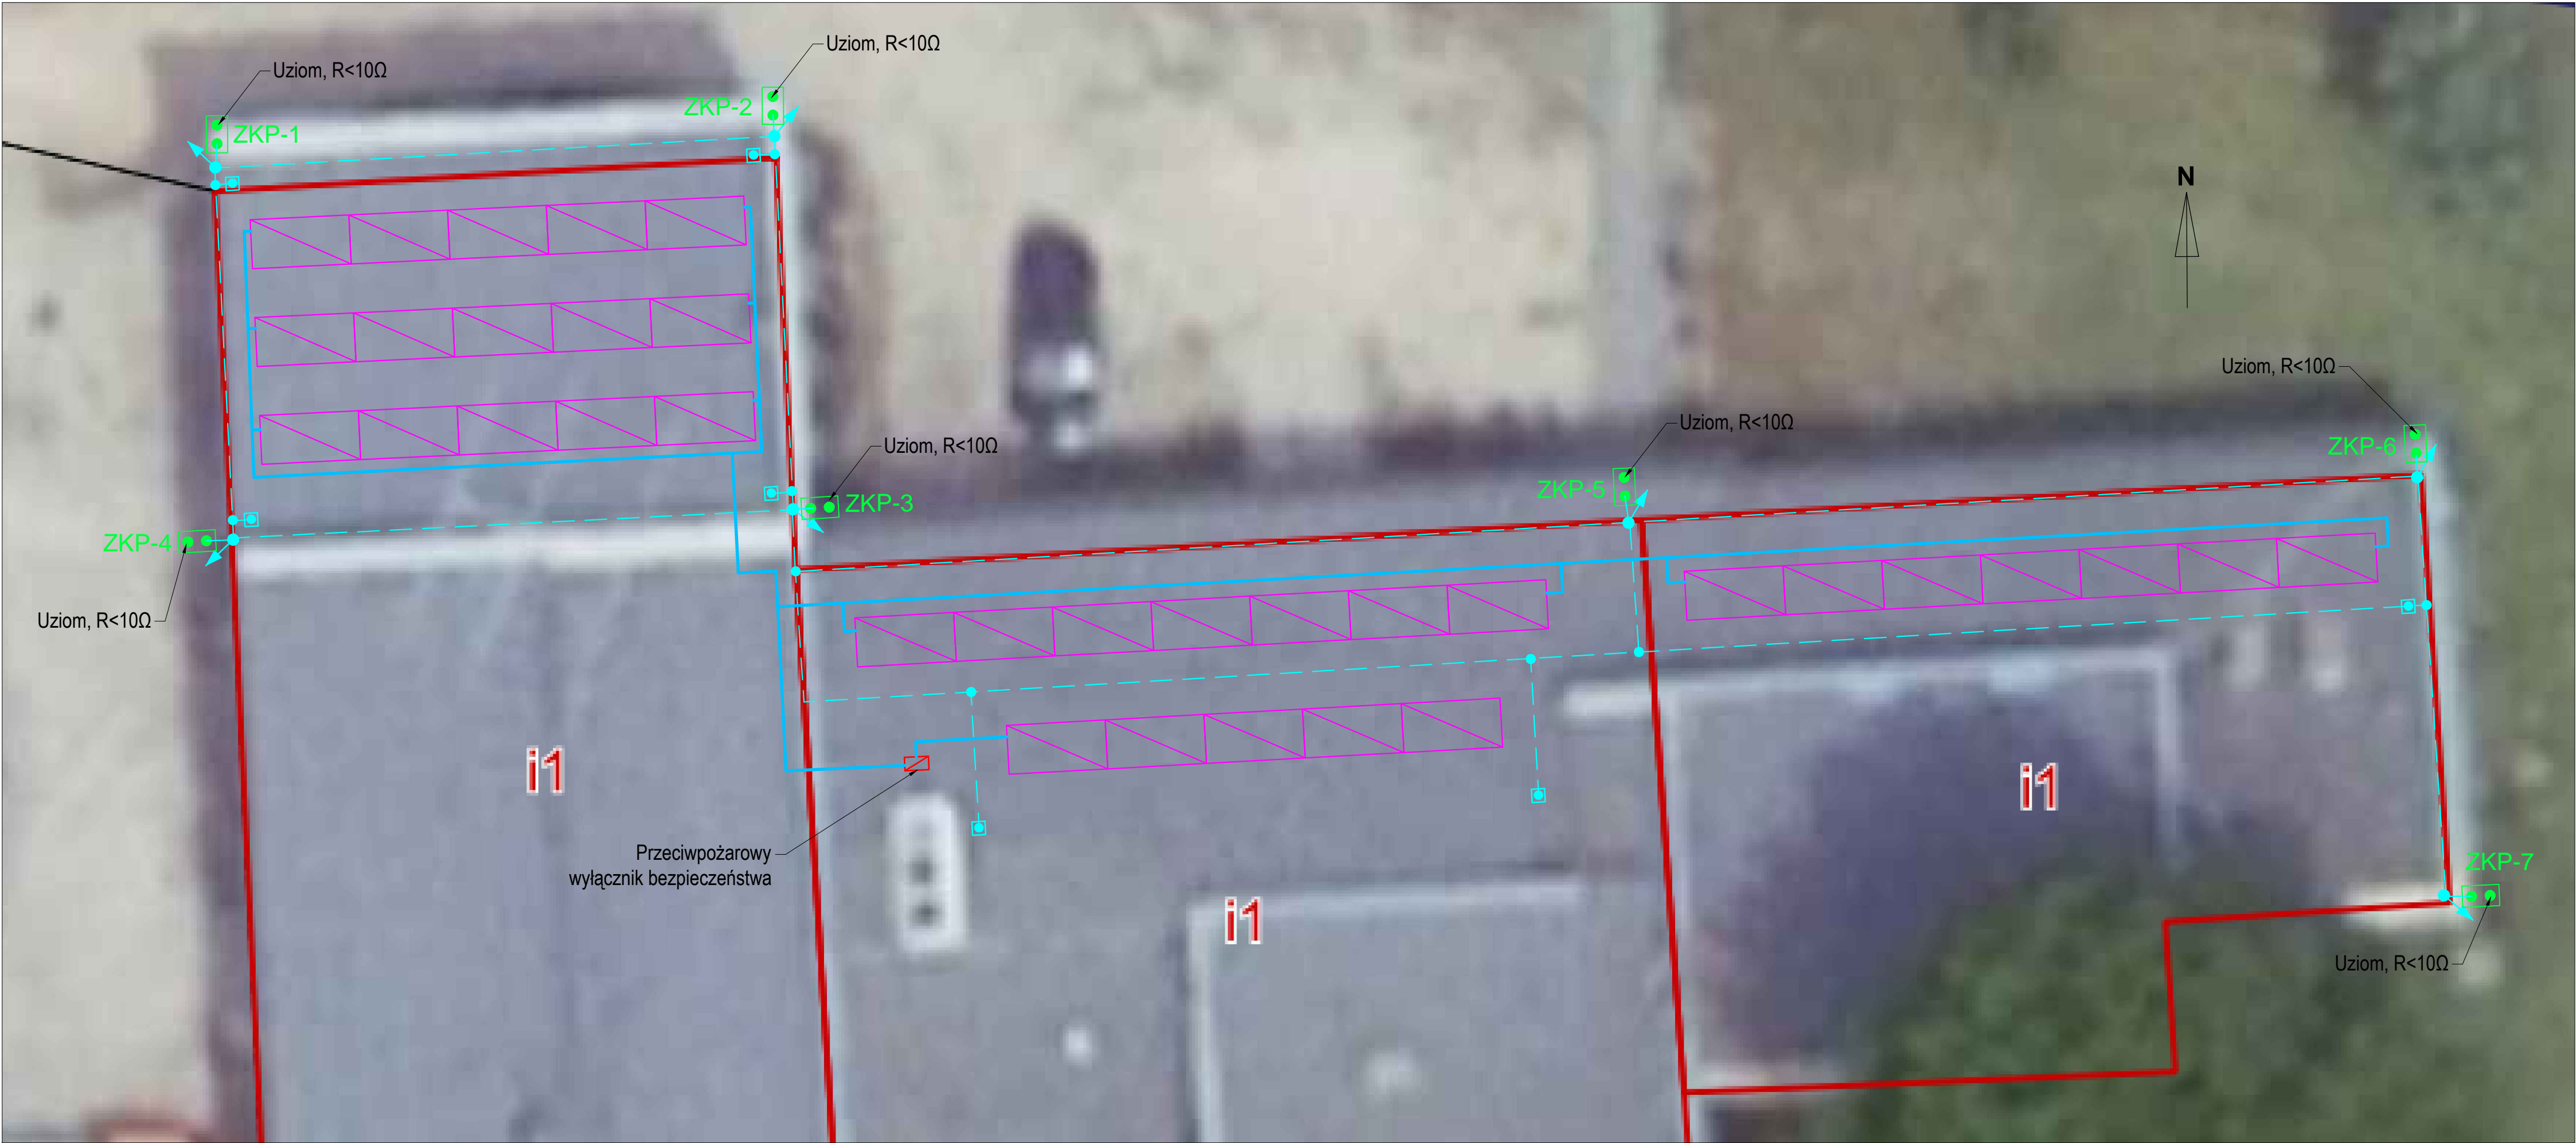 Uziom, R<10Ω
Uziom, R<10Ω
ZKP-1
ZKP-2
N
Uziom, R<10Ω
Uziom, R<10Ω
Uziom, R<10Ω
ZKP-3
ZKP-5
ZKP-6
ZKP-4
Uziom, R<10Ω
i1
i1
i1
Przeciwpożarowy
wyłącznik bezpieczeństwa
ZKP-7
Uziom, R<10Ω